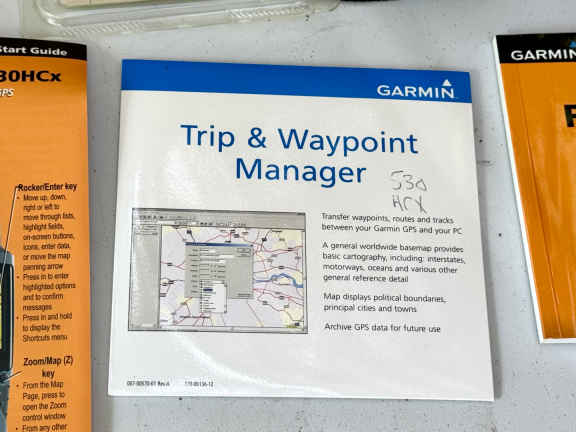 Start Guide
30HCx
GPS
Rocker/Enter key
• Move up, down,
right or left to
move through lists,
highlight fields,
on-screen buttons,
icons, enter data,
or move the map
panning arrow
• Press in to enter
highlighted options
and to confirm
messages
• Press in and hold
to display the
Shortcuts menu
Zoom/Map (Z)
key
• From the Map
Page, press to
open the Zoom
control window
• From any other
GARMIN
Trip & Waypoint
Manager
530
HCX
Transfer waypoints, routes and tracks
between your Garmin GPS and your PC
A general worldwide basemap provides
basic cartography, including: interstates,
motorways, oceans and various other
general reference detail
Map displays political boundaries,
principal cities and towns
Archive GPS data for future use
GARMIN